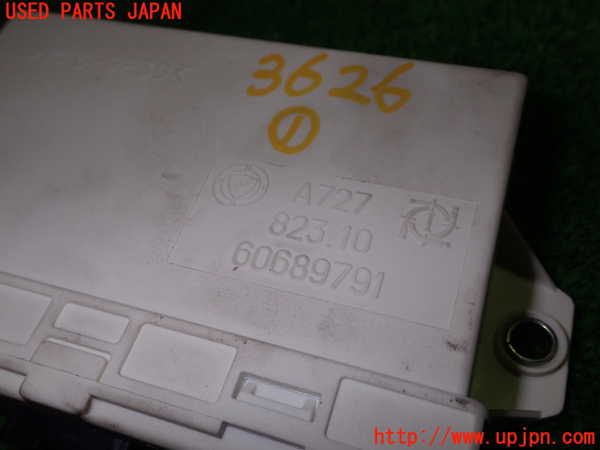 USED PARTS JAPAN
3626
1
A727
823.10
60689791
http://www.upjpn.com/